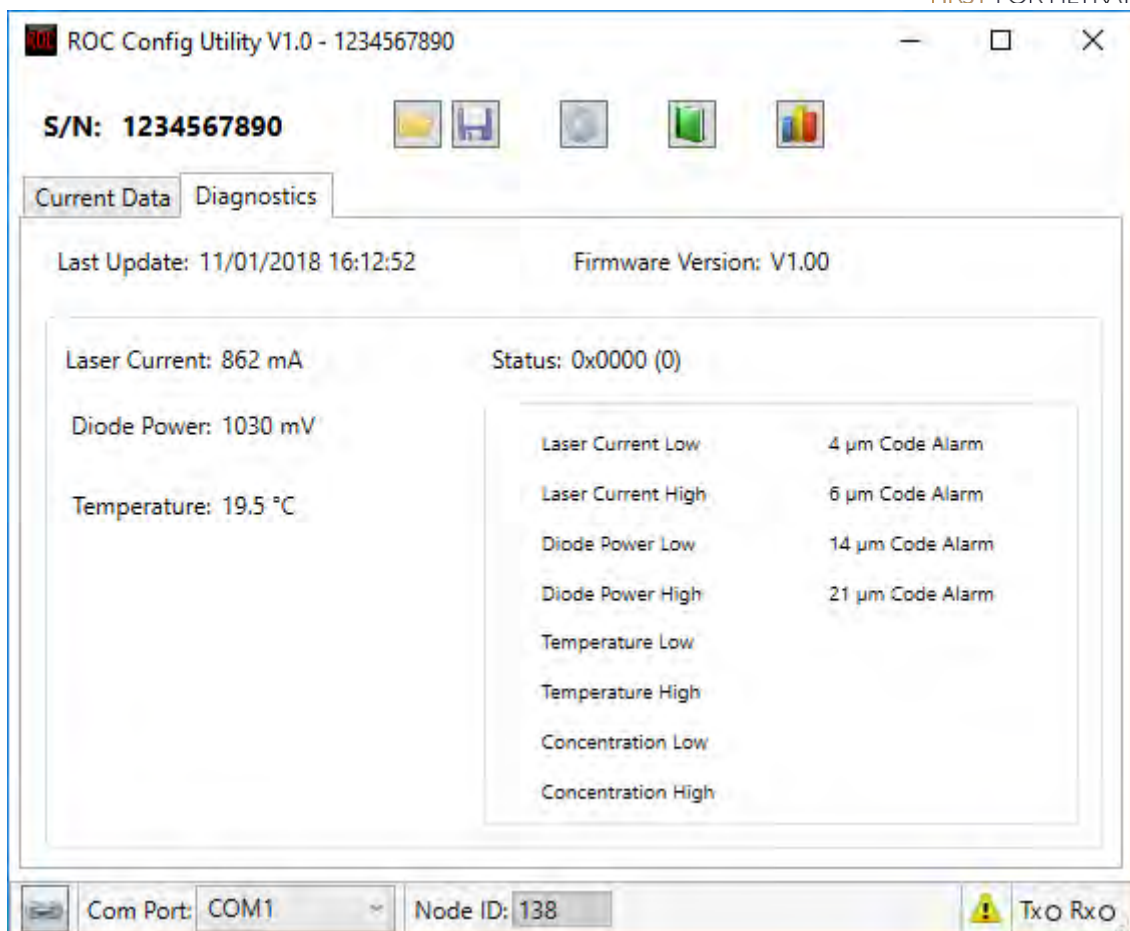 ROC ROC Config Utility V1.0 - 1234567890
S/N: 1234567890
Current Data Diagnostics
Last Update: 11/01/2018 16:12:52 Firmware Version: V1.00
Laser Current: 862 mA Status: 0x0000 (0)
Diode Power: 1030 mV
Temperature: 19.5 °C
Laser Current Low 4 µm Code Alarm
Laser Current High 6 µm Code Alarm
Diode Power Low 14 µm Code Alarm
Diode Power High 21 µm Code Alarm
Temperature Low
Temperature High
Concentration Low
Concentration High
Com Port: COM1 Node ID: 138 Tx Rx